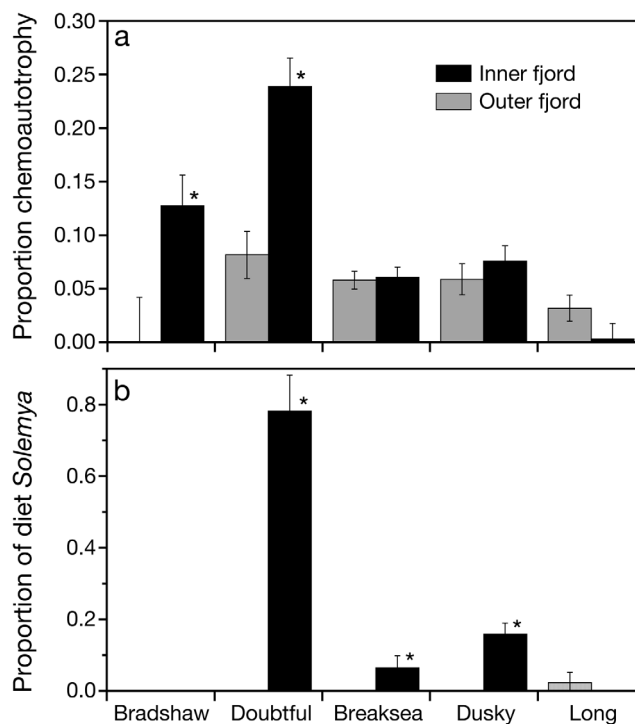 a
Proportion chemoautotrophy
0.30
0.25
0.20
0.15
0.10
0.05
0.00
Inner fjord
Outer fjord
*
*
b
Proportion of diet Solemya
0.8
0.6
0.4
0.2
0.0
*
*
*
Bradshaw Doubtful Breaksea Dusky Long